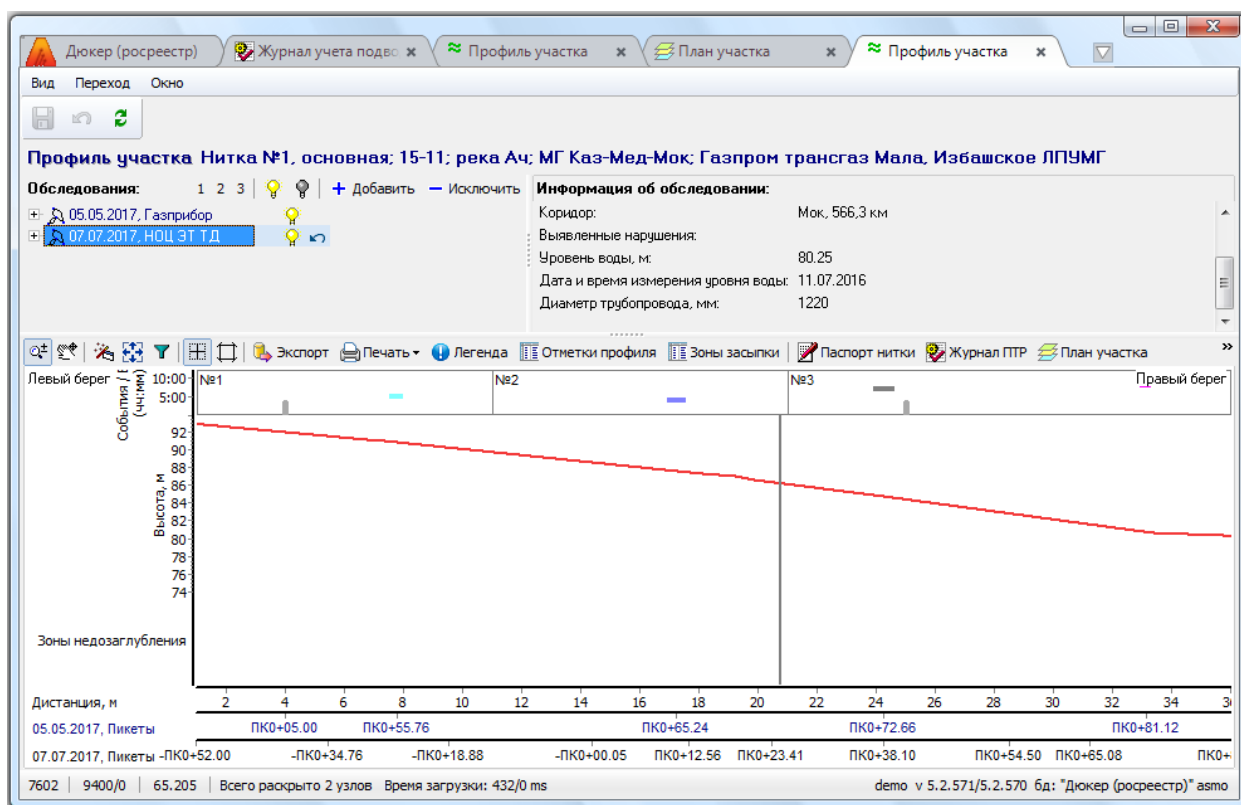 Дюкер (росреестр) Журнал учета подво Профиль участка План участка Профиль участка
Вид Переход Окно
Профиль участка Нитка №1, основная; 15-11; река Ач; МГ Каз-Мед-Мок; Газпром трансгаз Мала, Избашское ЛПУМГ
Обследования: 1 2 3 Добавить Исключить Информация об обследовании:
05.05.2017, Газприбор
07.07.2017, НОЦ ЭТ ТД
Коридор: Мок, 566,3 км
Выявленные нарушения:
Уровень воды, м: 80.25
Дата и время измерения уровня воды: 11.07.2016
Диаметр трубопровода, мм: 1220
Экспорт Печать Легенда Отметки профиля Зоны засыпки Паспорт нитки Журнал ПТР План участка »
Левый берег События / (чч:мм) 10:00 №1 №2 №3 Правый берег
5:00
Высота, м
92
90
88
86
84
82
80
78
76
74
Зоны недозаглубления
Дистанция, м 2 4 6 8 10 12 14 16 18 20 22 24 26 28 30 32 34
05.05.2017, Пикеты ПК0+05.00 ПК0+55.76 ПК0+65.24 ПК0+72.66 ПК0+81.12
07.07.2017, Пикеты -ПК0+52.00 -ПК0+34.76 -ПК0+18.88 -ПК0+00.05 ПК0+12.56 ПК0+23.41 ПК0+38.10 ПК0+54.50 ПК0+65.08 ПК0+
7602 9400/0 65.205 Всего раскрыто 2 узлов Время загрузки: 432/0 ms demo v 5.2.571/5.2.570 бд: "Дюкер (росреестр)" asmo